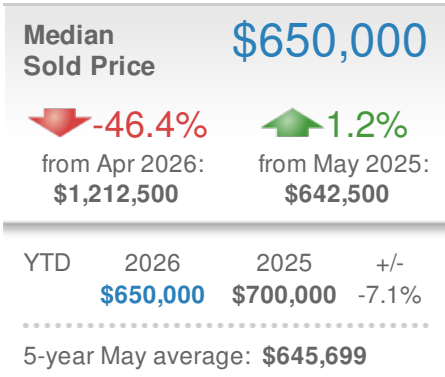 Median
Sold Price
$650,000
-46.4%
from Apr 2026:
$1,212,500
1.2%
from May 2025:
$642,500
YTD 2026 2025 +/-
$650,000 $700,000 -7.1%
5-year May average: $645,699